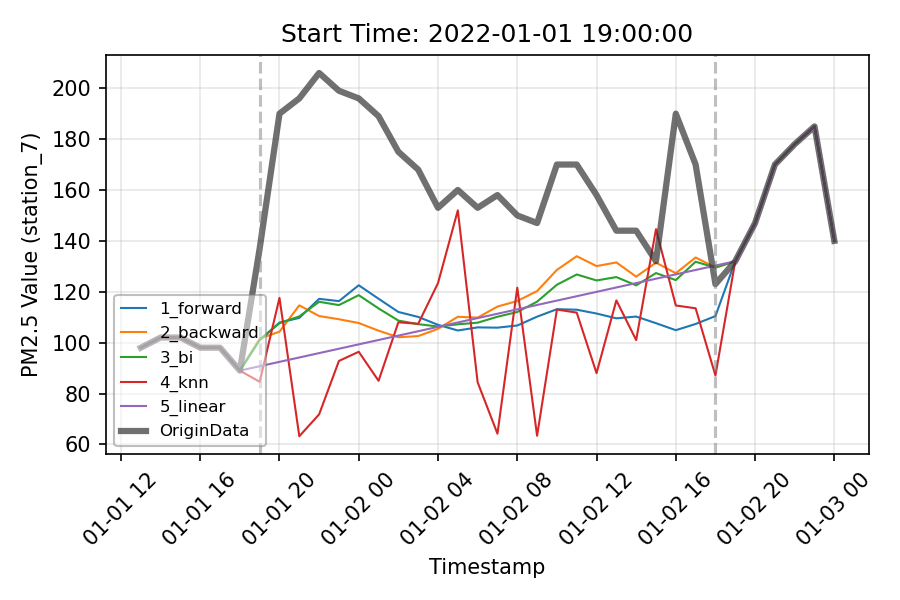 Start Time: 2022-01-01 19:00:00
PM2.5 Value (station_7)
200
180
160
140
120
100
80
60
1_forward
2_backward
3_bi
4_knn
5_linear
OriginData
01-01 12
01-01 16
01-01 20
01-02 00
01-02 04
01-02 08
01-02 12
01-02 16
01-02 20
01-03 00
Timestamp